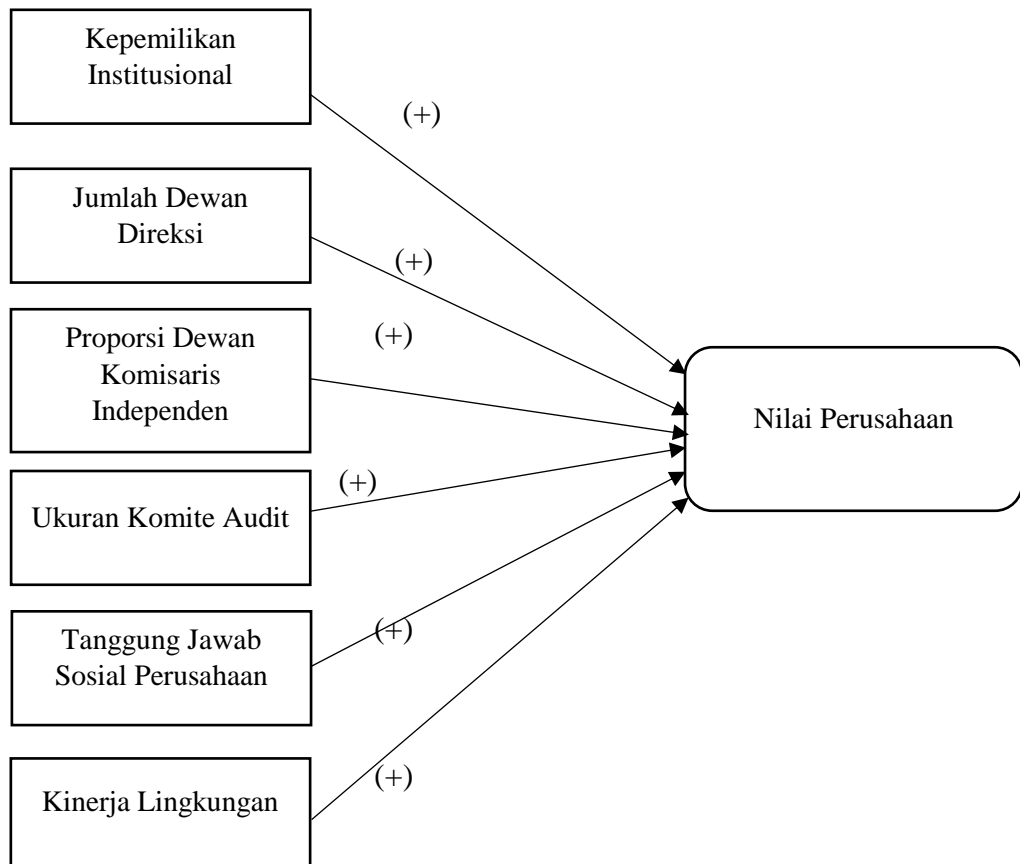 Kepemilikan
Institusional
(+)
Jumlah Dewan
Direksi
(+)
Proporsi Dewan
Komisaris
Independen
(+)
Nilai Perusahaan
Ukuran Komite Audit
(+)
Tanggung Jawab
Sosial Perusahaan
(+)
Kinerja Lingkungan
(+)